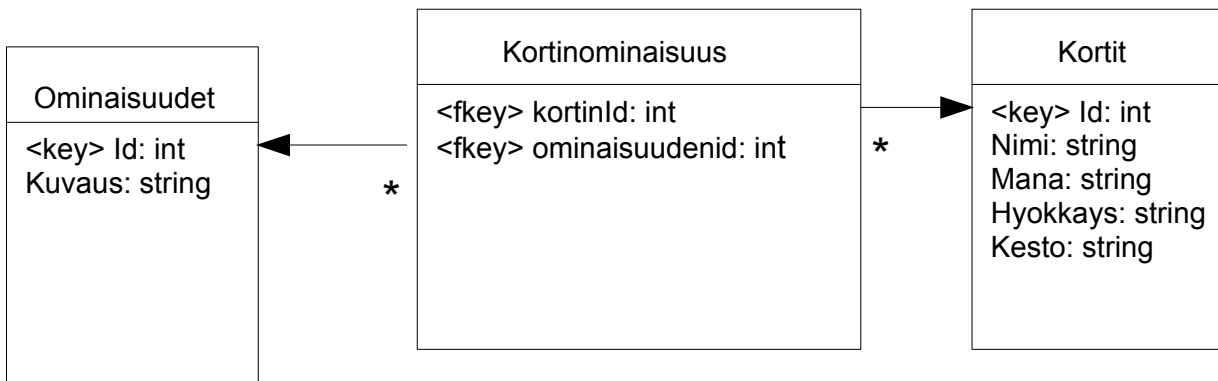 Ominaisuudet
<key> Id: int
Kuvaus: string
*
Kortinominaisuus
<fkey> kortinId: int
<fkey> ominaisuudenid: int
*
Kortit
<key> Id: int
Nimi: string
Mana: string
Hyokkays: string
Kesto: string